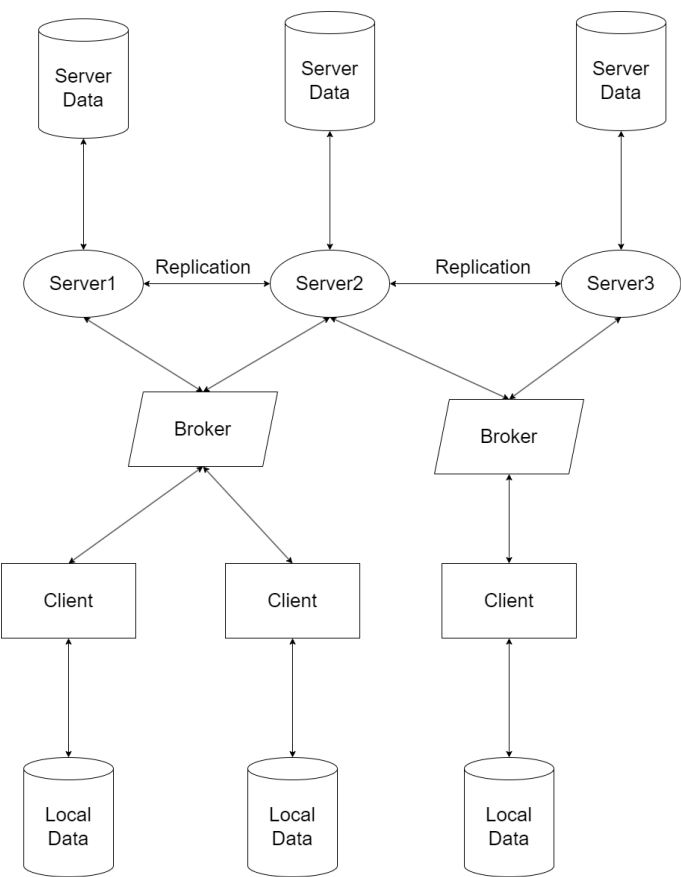 Server
Data
Server
Data
Server
Data
Replication
Replication
Server1
Server2
Server3
Broker
Broker
Client
Client
Client
Local
Data
Local
Data
Local
Data